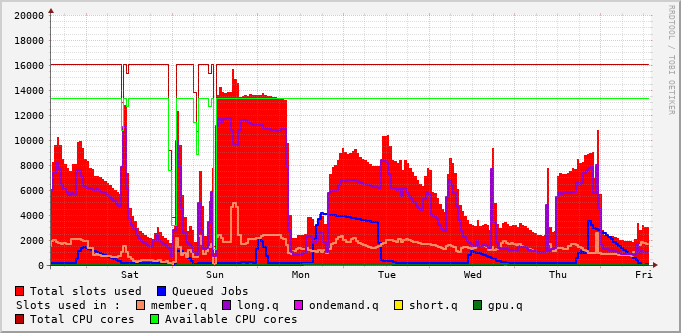 20000
18000
16000
14000
12000
10000
8000
6000
4000
2000
0
Sat Sun Mon Tue Wed Thu Fri
RRDTOOL / TOBI OETIKER
Total slots used Queued Jobs
Slots used in : member.q long.q ondemand.q short.q gpu.q
Total CPU cores Available CPU cores